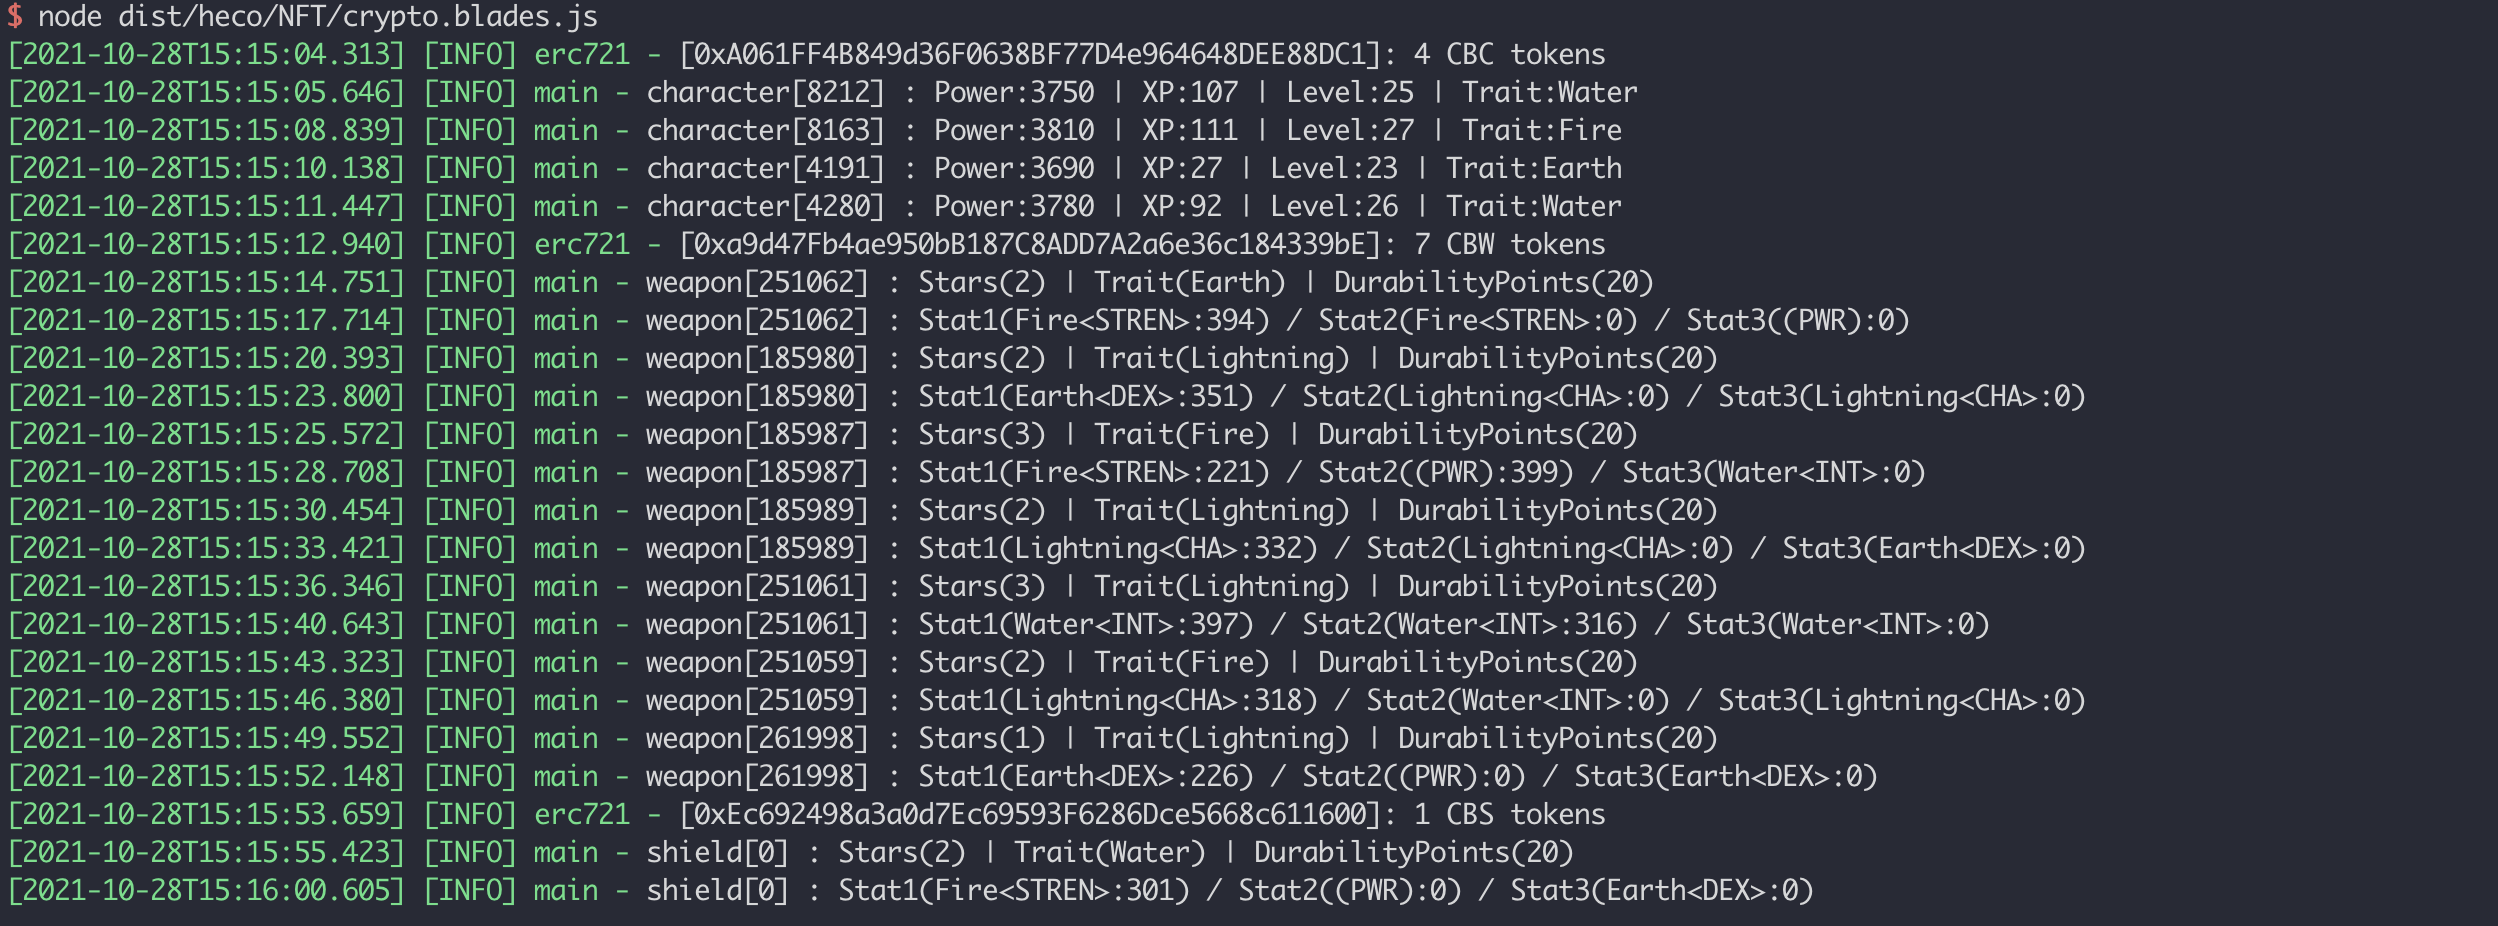 $ node dist/heco/NFT/crypto.blades.js
[2021-10-28T15:15:04.313] [INFO] erc721 - [0xA061FF4B849d36F0638BF77D4e964648DEE88DC1]: 4 CBC tokens
[2021-10-28T15:15:05.646] [INFO] main - character[8212] : Power:3750 | XP:107 | Level:25 | Trait:Water
[2021-10-28T15:15:08.839] [INFO] main - character[8163] : Power:3810 | XP:111 | Level:27 | Trait:Fire
[2021-10-28T15:15:10.138] [INFO] main - character[4191] : Power:3690 | XP:27 | Level:23 | Trait:Earth
[2021-10-28T15:15:11.447] [INFO] main - character[4280] : Power:3780 | XP:92 | Level:26 | Trait:Water
[2021-10-28T15:15:12.940] [INFO] erc721 - [0xa9d47Fb4ae950bB187C8ADD7A2a6e36c184339bE]: 7 CBW tokens
[2021-10-28T15:15:14.751] [INFO] main - weapon[251062] : Stars(2) | Trait(Earth) | DurabilityPoints(20)
[2021-10-28T15:15:17.714] [INFO] main - weapon[251062] : Stat1(Fire<STREN>:394) / Stat2(Fire<STREN>:0) / Stat3((PWR):0)
[2021-10-28T15:15:20.393] [INFO] main - weapon[185980] : Stars(2) | Trait(Lightning) | DurabilityPoints(20)
[2021-10-28T15:15:23.800] [INFO] main - weapon[185980] : Stat1(Earth<DEX>:351) / Stat2(Lightning<CHA>:0) / Stat3(Lightning<CHA>:0)
[2021-10-28T15:15:25.572] [INFO] main - weapon[185987] : Stars(3) | Trait(Fire) | DurabilityPoints(20)
[2021-10-28T15:15:28.708] [INFO] main - weapon[185987] : Stat1(Fire<STREN>:221) / Stat2((PWR):399) / Stat3(Water<INT>:0)
[2021-10-28T15:15:30.454] [INFO] main - weapon[185989] : Stars(2) | Trait(Lightning) | DurabilityPoints(20)
[2021-10-28T15:15:33.421] [INFO] main - weapon[185989] : Stat1(Lightning<CHA>:332) / Stat2(Lightning<CHA>:0) / Stat3(Earth<DEX>:0)
[2021-10-28T15:15:36.346] [INFO] main - weapon[251061] : Stars(3) | Trait(Lightning) | DurabilityPoints(20)
[2021-10-28T15:15:40.643] [INFO] main - weapon[251061] : Stat1(Water<INT>:397) / Stat2(Water<INT>:316) / Stat3(Water<INT>:0)
[2021-10-28T15:15:43.323] [INFO] main - weapon[251059] : Stars(2) | Trait(Fire) | DurabilityPoints(20)
[2021-10-28T15:15:46.380] [INFO] main - weapon[251059] : Stat1(Lightning<CHA>:318) / Stat2(Water<INT>:0) / Stat3(Lightning<CHA>:0)
[2021-10-28T15:15:49.552] [INFO] main - weapon[261998] : Stars(1) | Trait(Lightning) | DurabilityPoints(20)
[2021-10-28T15:15:52.148] [INFO] main - weapon[261998] : Stat1(Earth<DEX>:226) / Stat2((PWR):0) / Stat3(Earth<DEX>:0)
[2021-10-28T15:15:53.659] [INFO] erc721 - [0xEc692498a3a0d7Ec69593F6286Dce5668c611600]: 1 CBS tokens
[2021-10-28T15:15:55.423] [INFO] main - shield[0] : Stars(2) | Trait(Water) | DurabilityPoints(20)
[2021-10-28T15:16:00.605] [INFO] main - shield[0] : Stat1(Fire<STREN>:301) / Stat2((PWR):0) / Stat3(Earth<DEX>:0)